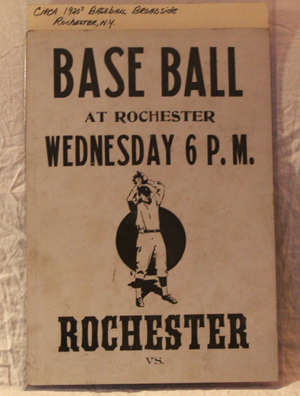 CIRCA 1920s BASEBALL BROADSIDE
ROCHESTER, N.Y.
BASE BALL
AT ROCHESTER
WEDNESDAY 6 P. M.
ROCHESTER
VS.